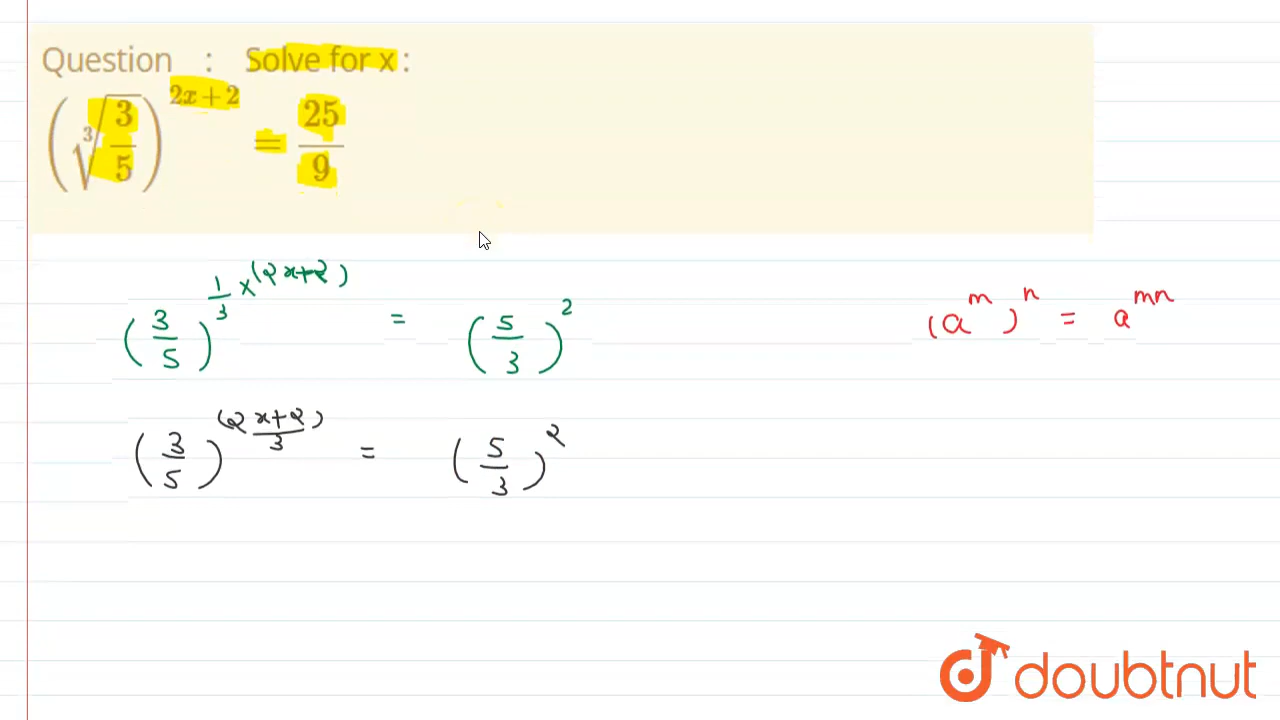 Question : Solve for x :
(∛(3/5))^(2x+2) = 25/9
(3/5)^(1/3 × (2x+2)) = (5/3)^2
(a^m)^n = a^(mn)
(3/5)^((2x+2)/3) = (5/3)^2
doubtnut